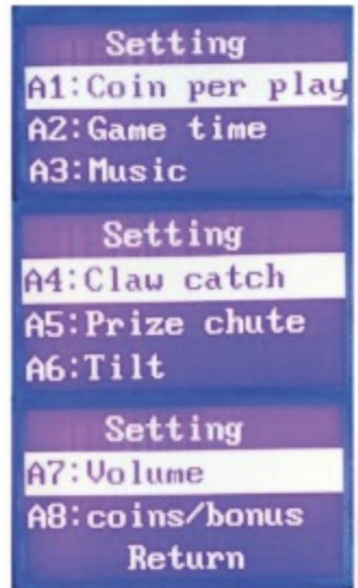 Setting
A1:Coin per play
A2:Game time
A3:Music
Setting
A4:Claw catch
A5:Prize chute
A6:Tilt
Setting
A7:Volume
A8:coins/bonus
Return